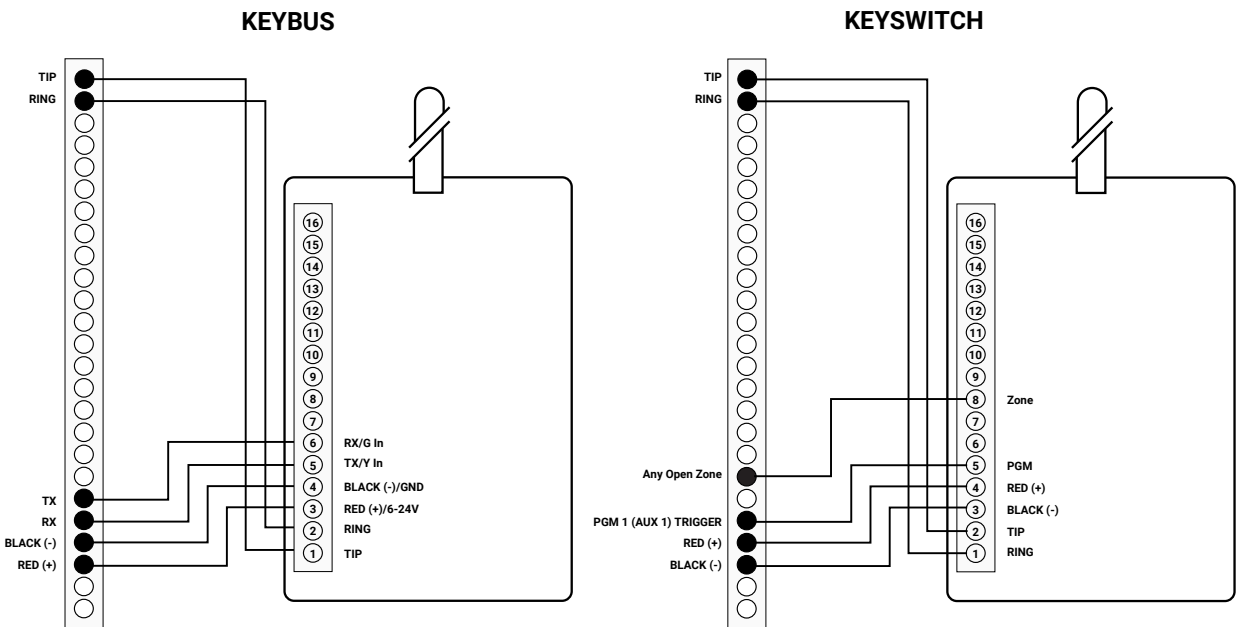 KEYBUS
TIP
RING
16
15
14
13
12
11
10
9
8
7
6 RX/G In
5 TX/Y In
4 BLACK (-)/GND
3 RED (+)/6-24V
2 RING
1 TIP
TX
RX
BLACK (-)
RED (+)
KEYSWITCH
TIP
RING
16
15
14
13
12
11
10
9
8 Zone
7
6
5 PGM
4 RED (+)
3 BLACK (-)
2 TIP
1 RING
Any Open Zone
PGM 1 (AUX 1) TRIGGER
RED (+)
BLACK (-)